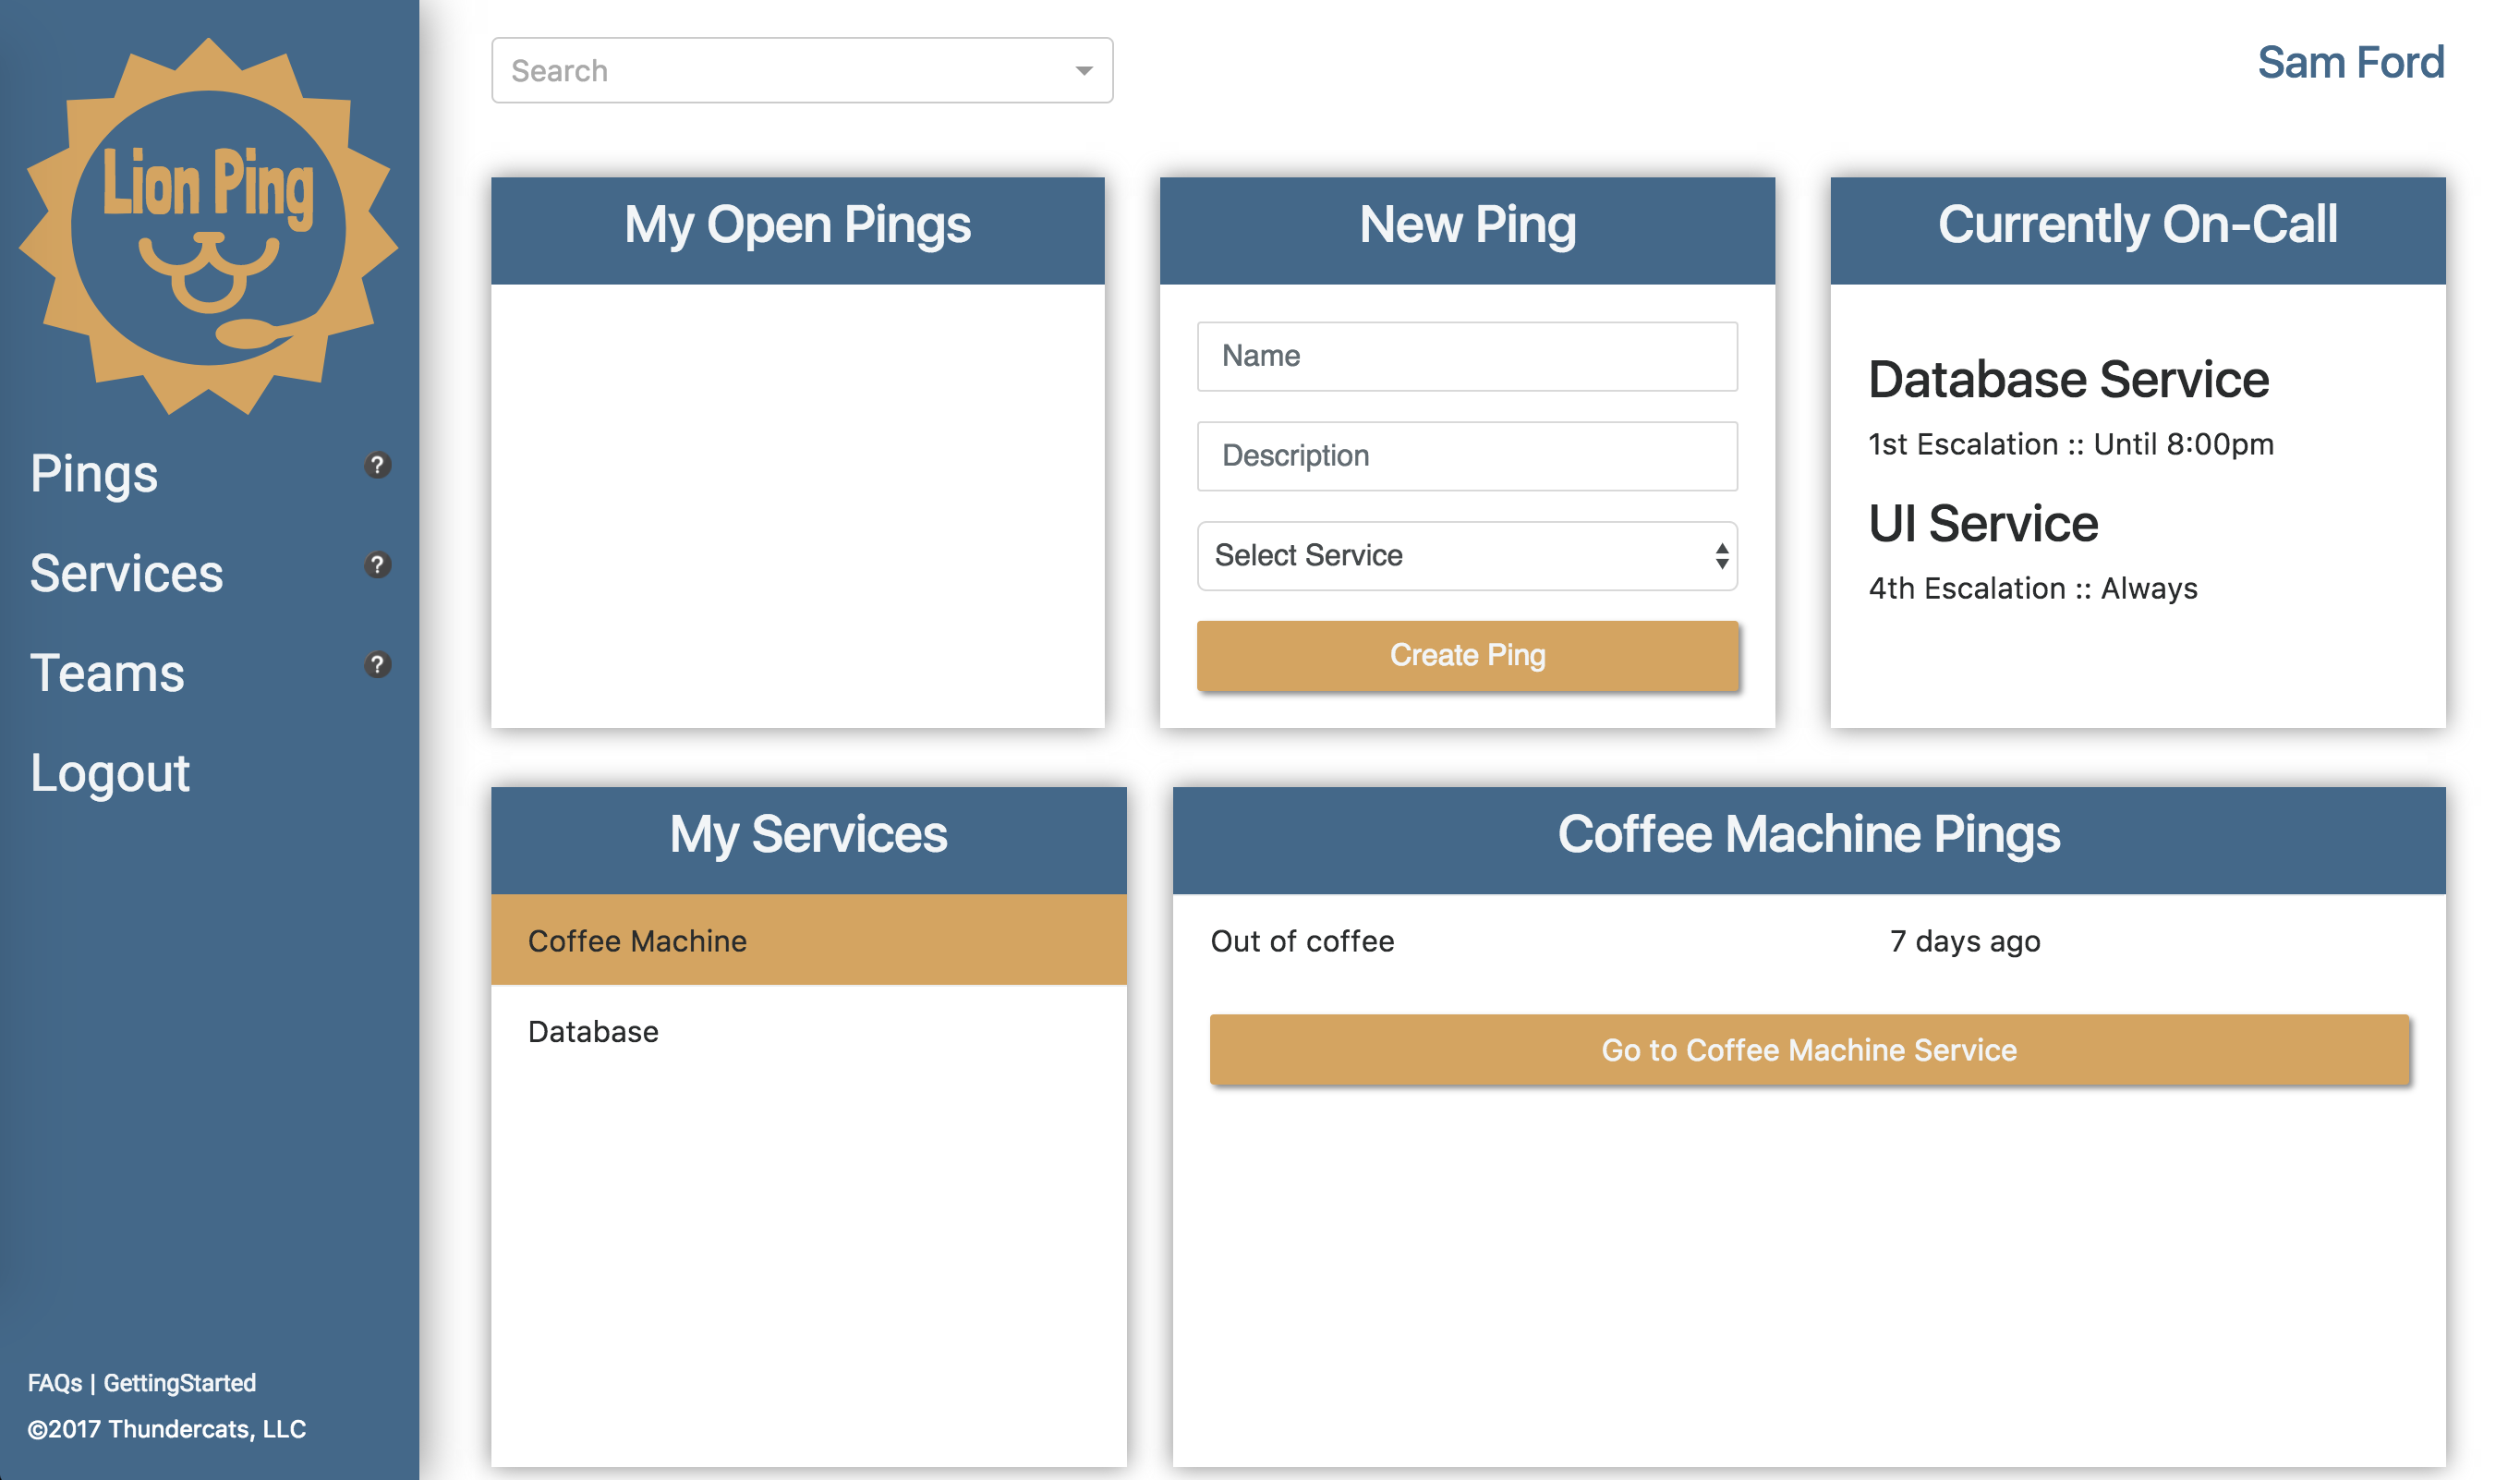 Lion Ping
Pings ?
Services ?
Teams ?
Logout
FAQs | GettingStarted
©2017 Thundercats, LLC
Search
Sam Ford
My Open Pings
New Ping
Name
Description
Select Service
Create Ping
Currently On-Call
Database Service
1st Escalation :: Until 8:00pm
UI Service
4th Escalation :: Always
My Services
Coffee Machine
Database
Coffee Machine Pings
Out of coffee 7 days ago
Go to Coffee Machine Service